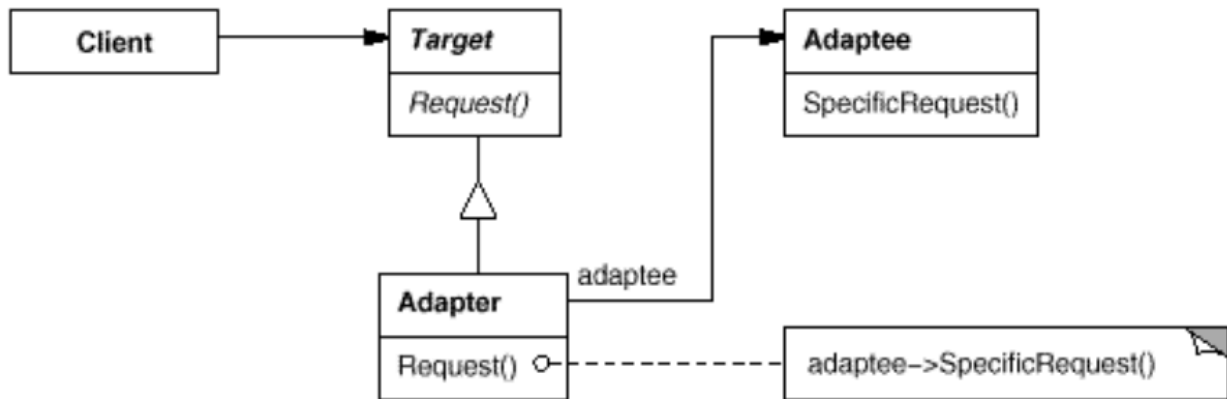 Client
Target
Request()
Adaptee
SpecificRequest()
adaptee
Adapter
Request()
adaptee->SpecificRequest()